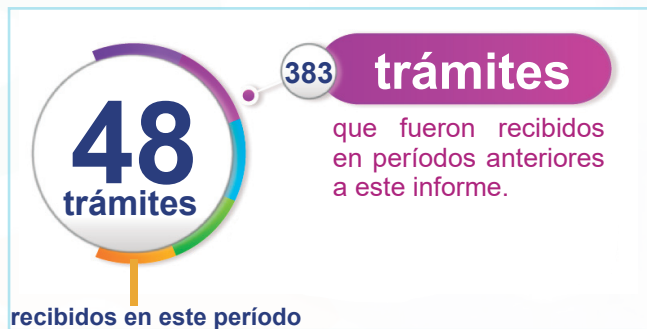 48
trámites
recibidos en este período
383
trámites
que fueron recibidos
en períodos anteriores
a este informe.